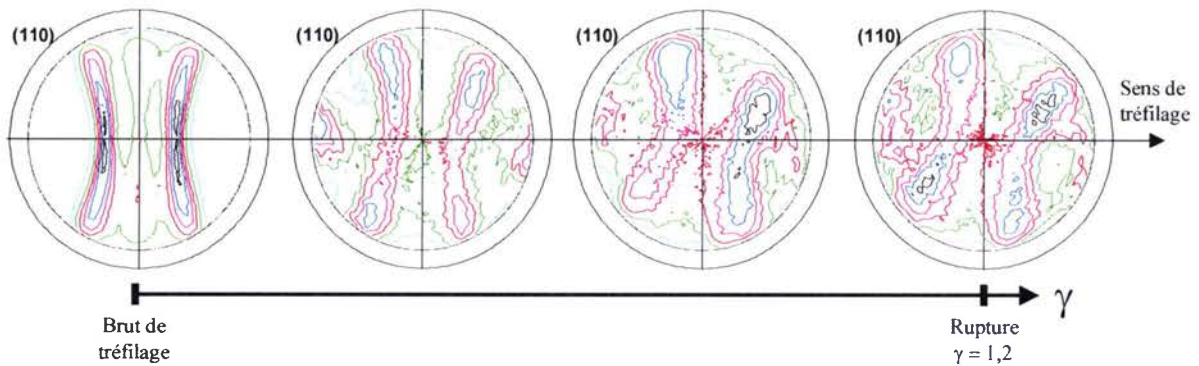 (110)
(110)
(110)
(110)
Sens de
tréfilage
γ
Brut de
tréfilage
Rupture
γ = 1,2